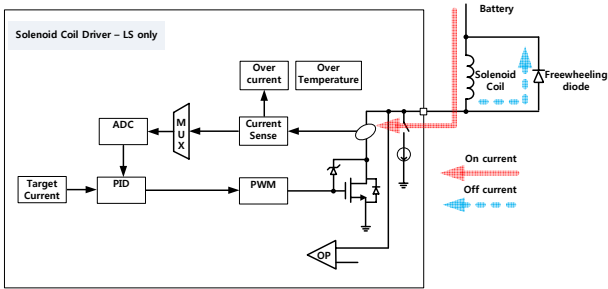 Battery
Solenoid Coil Driver – LS only
Over
current
Over
Temperature
Solenoid
Coil
Freewheeling
diode
ADC
MUX
Current
Sense
On current
Target
Current
PID
PWM
Off current
OP